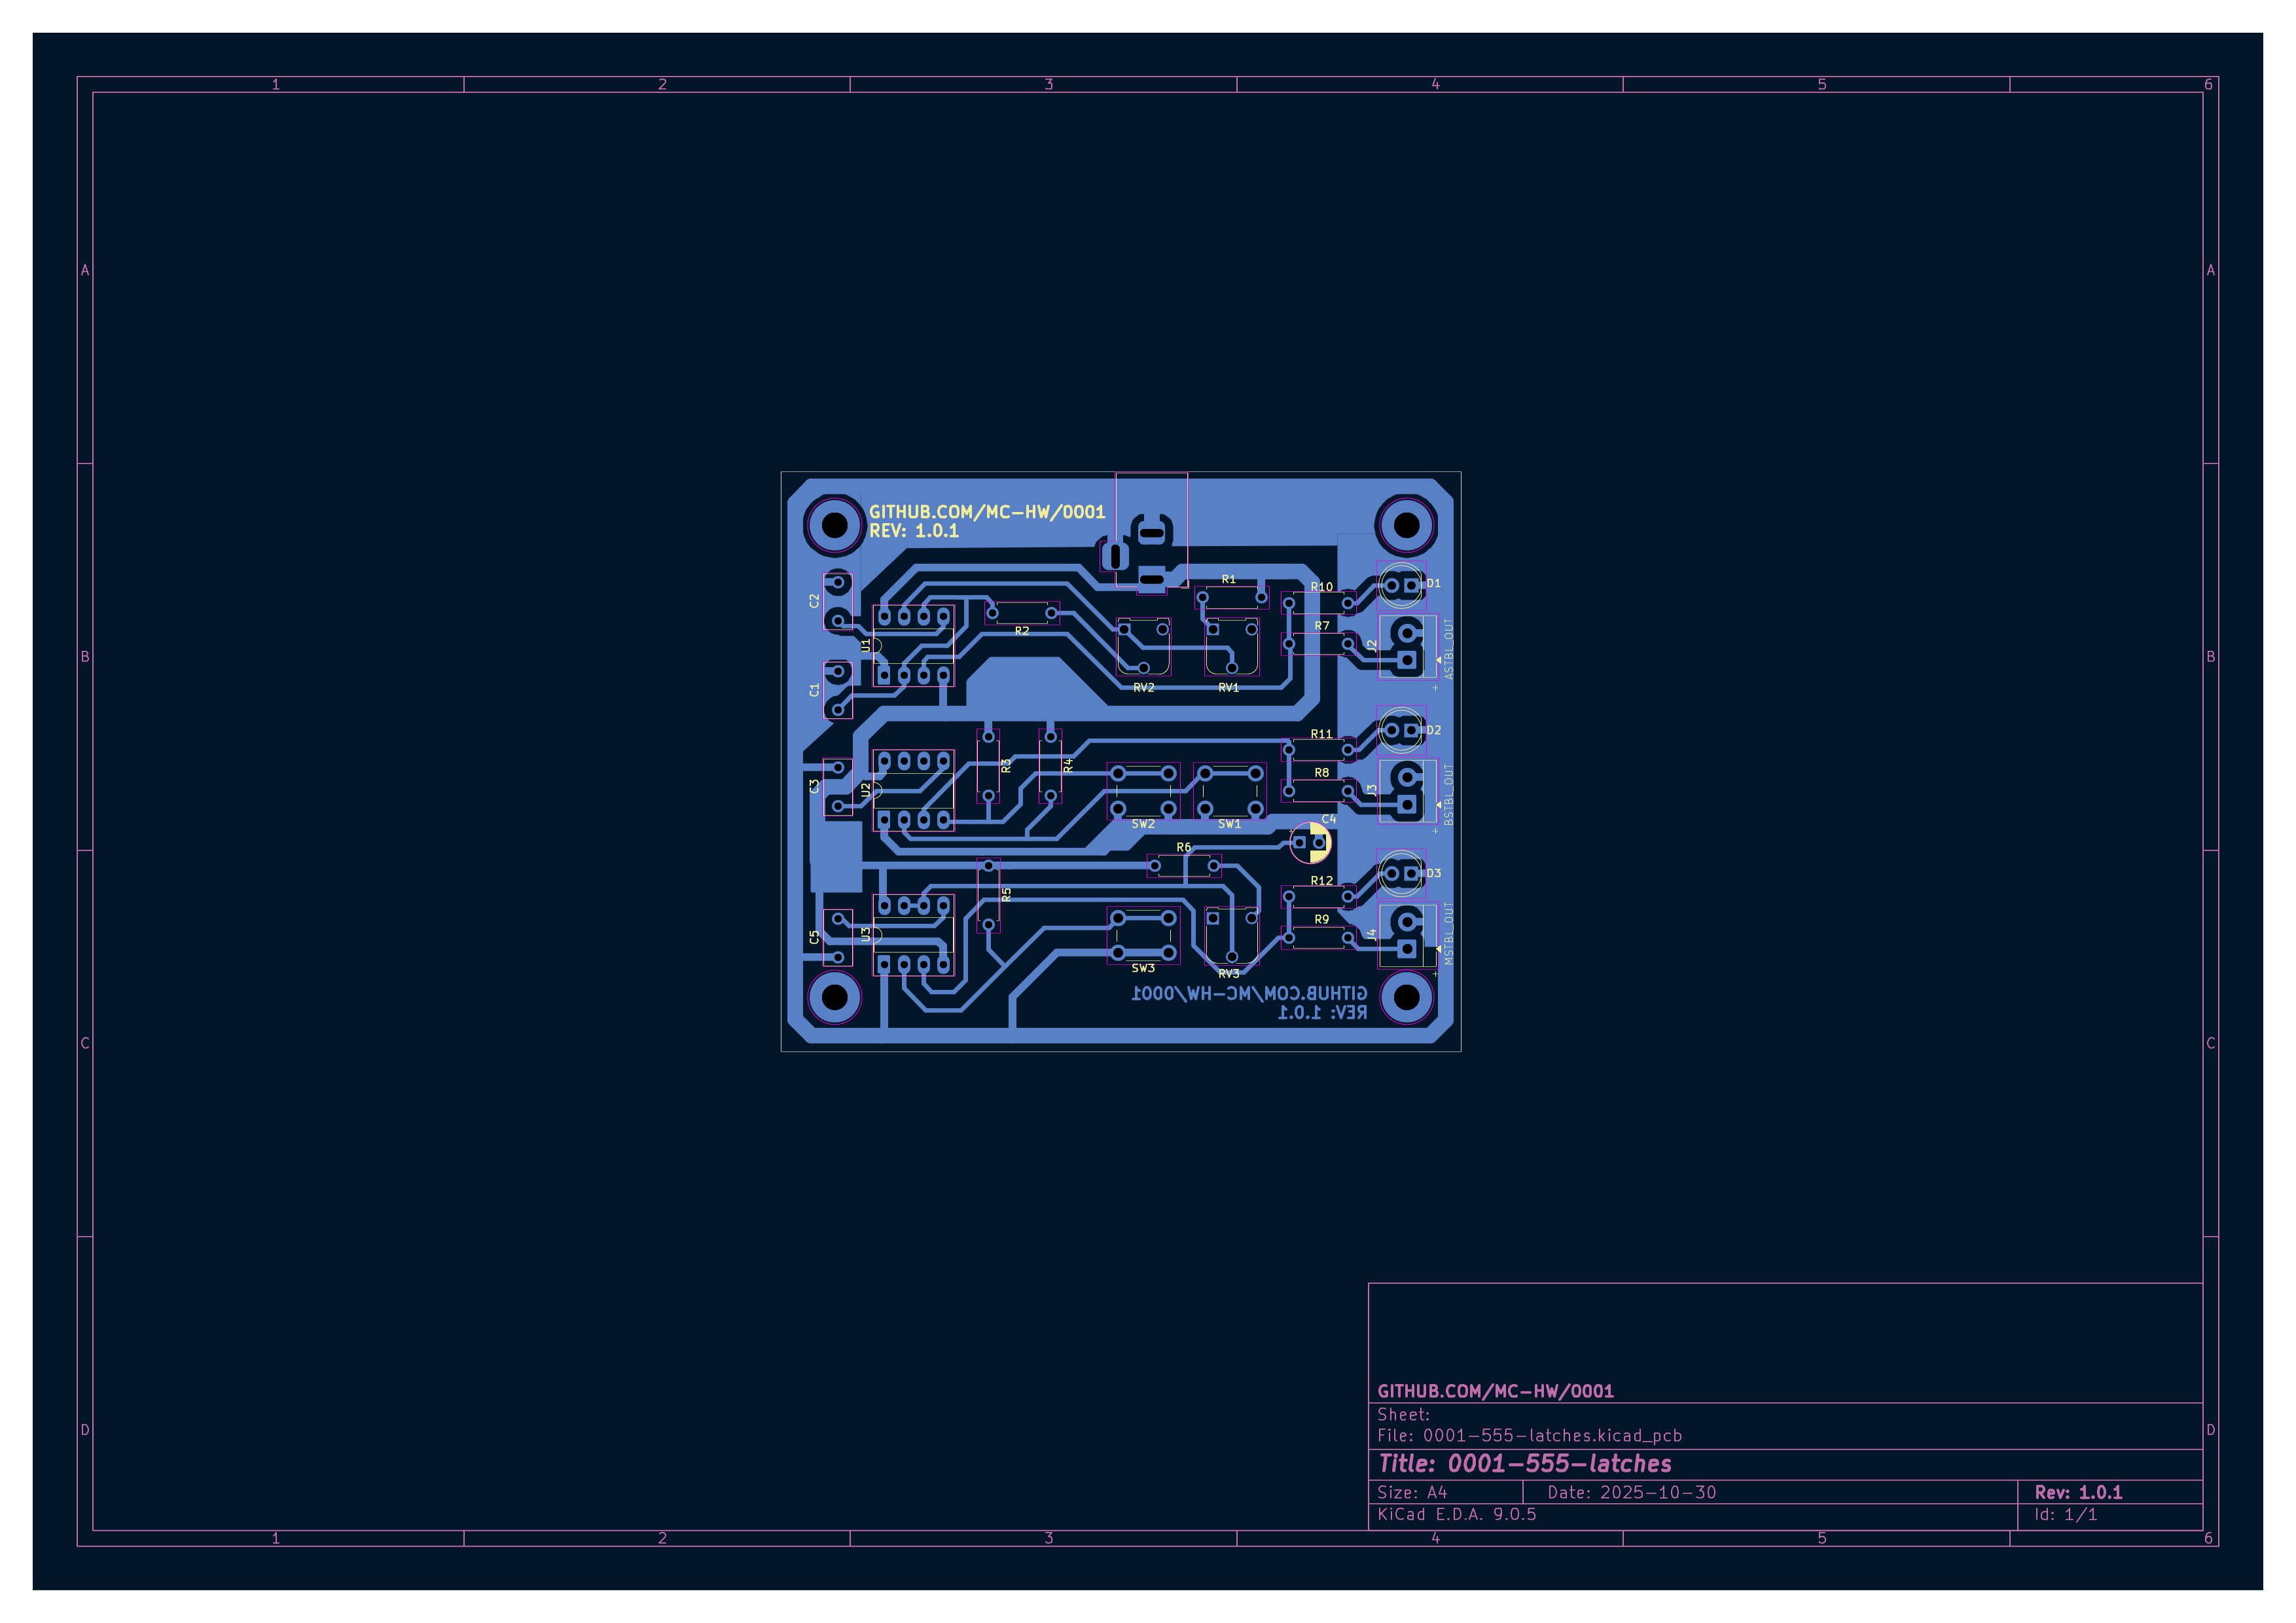 1 2 3 4 5 6
A A
B B
C C
D D
GITHUB.COM/MC-HW/0001
REV: 1.0.1
C2
U1
R2
R1
R10
D1
R7
J2
ASTBL_OUT
+
C1
RV2
RV1
R11
D2
R3
R4
R8
C3
U2
J3
BSTBL_OUT
+
SW2
SW1
C4
+
R6
R12
D3
R5
R9
C5
U3
J4
MSTBL_OUT
+
SW3
RV3
GITHUB.COM/MC-HW/0001
REV: 1.0.1
GITHUB.COM/MC-HW/0001
Sheet:
File: 0001-555-latches.kicad_pcb
Title: 0001-555-latches
Size: A4 Date: 2025-10-30 Rev: 1.0.1
KiCad E.D.A. 9.0.5 Id: 1/1
1 2 3 4 5 6